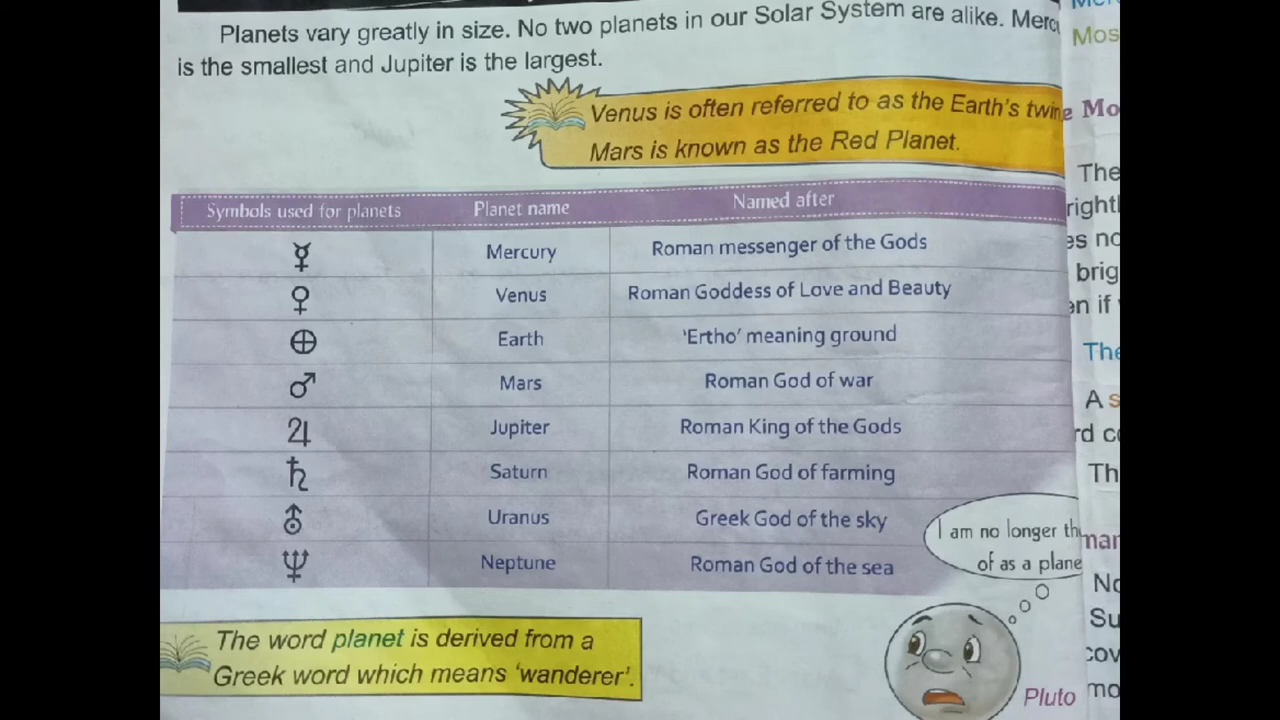 Planets vary greatly in size. No two planets in our Solar System are alike.
is the smallest and Jupiter is the largest.
Venus is often referred to as the Earth's twin
Mars is known as the Red Planet.
Symbols used for planets Planet name Named after
☿ Mercury Roman messenger of the Gods
♀ Venus Roman Goddess of Love and Beauty
⊕ Earth 'Ertho' meaning ground
♂ Mars Roman God of war
♃ Jupiter Roman King of the Gods
♄ Saturn Roman God of farming
⛢ Uranus Greek God of the sky
♆ Neptune Roman God of the sea
I am no longer
of as a
The word planet is derived from a
Greek word which means 'wanderer'.
Pluto
The
brig
The
A
Th